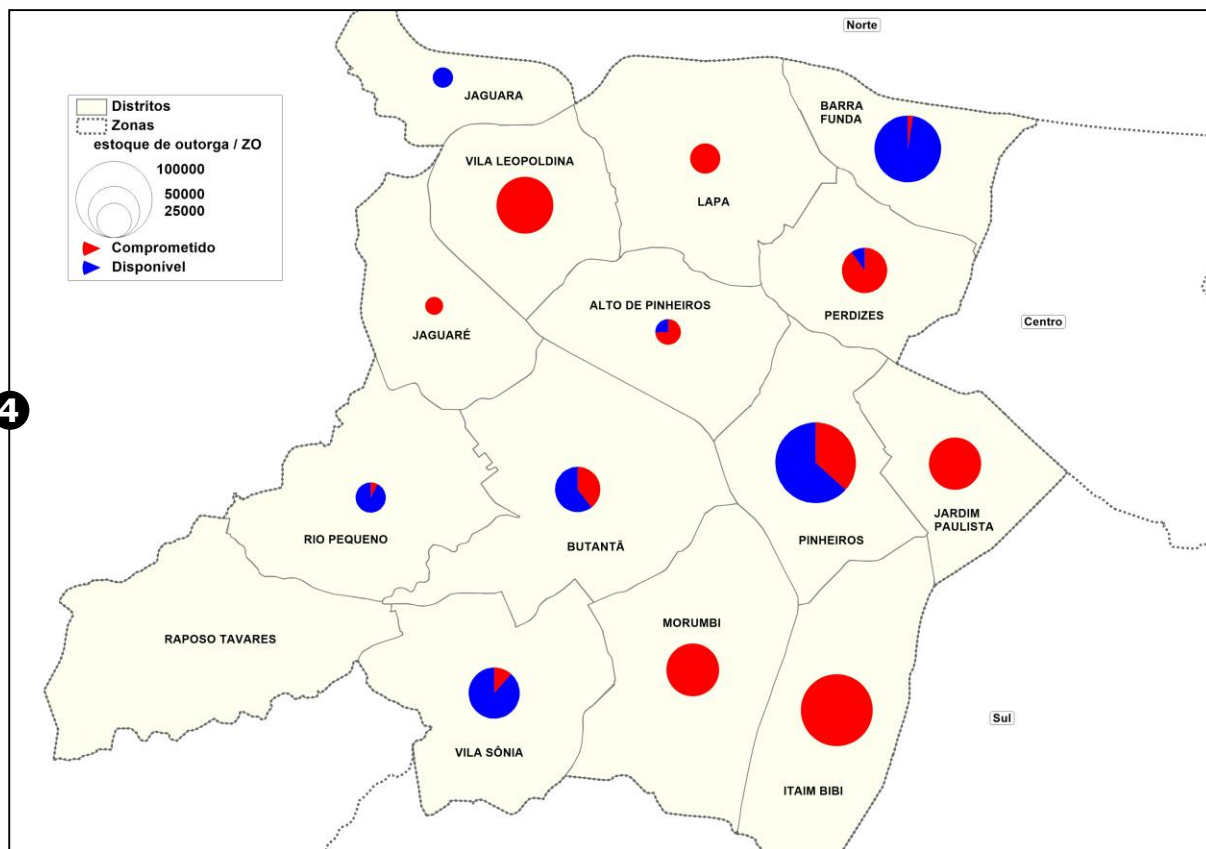 Norte
JAGUARA
Distritos
Zonas
estoque de outorga / ZO
100000
50000
25000
Comprometido
Disponível
BARRA
FUNDA
VILA LEOPOLDINA
LAPA
PERDIZES
ALTO DE PINHEIROS
JAGUARÉ
Centro
4
RIO PEQUENO
BUTANTÃ
PINHEIROS
JARDIM
PAULISTA
RAPOSO TAVARES
MORUMBI
VILA SÔNIA
ITAIM BIBI
Sul